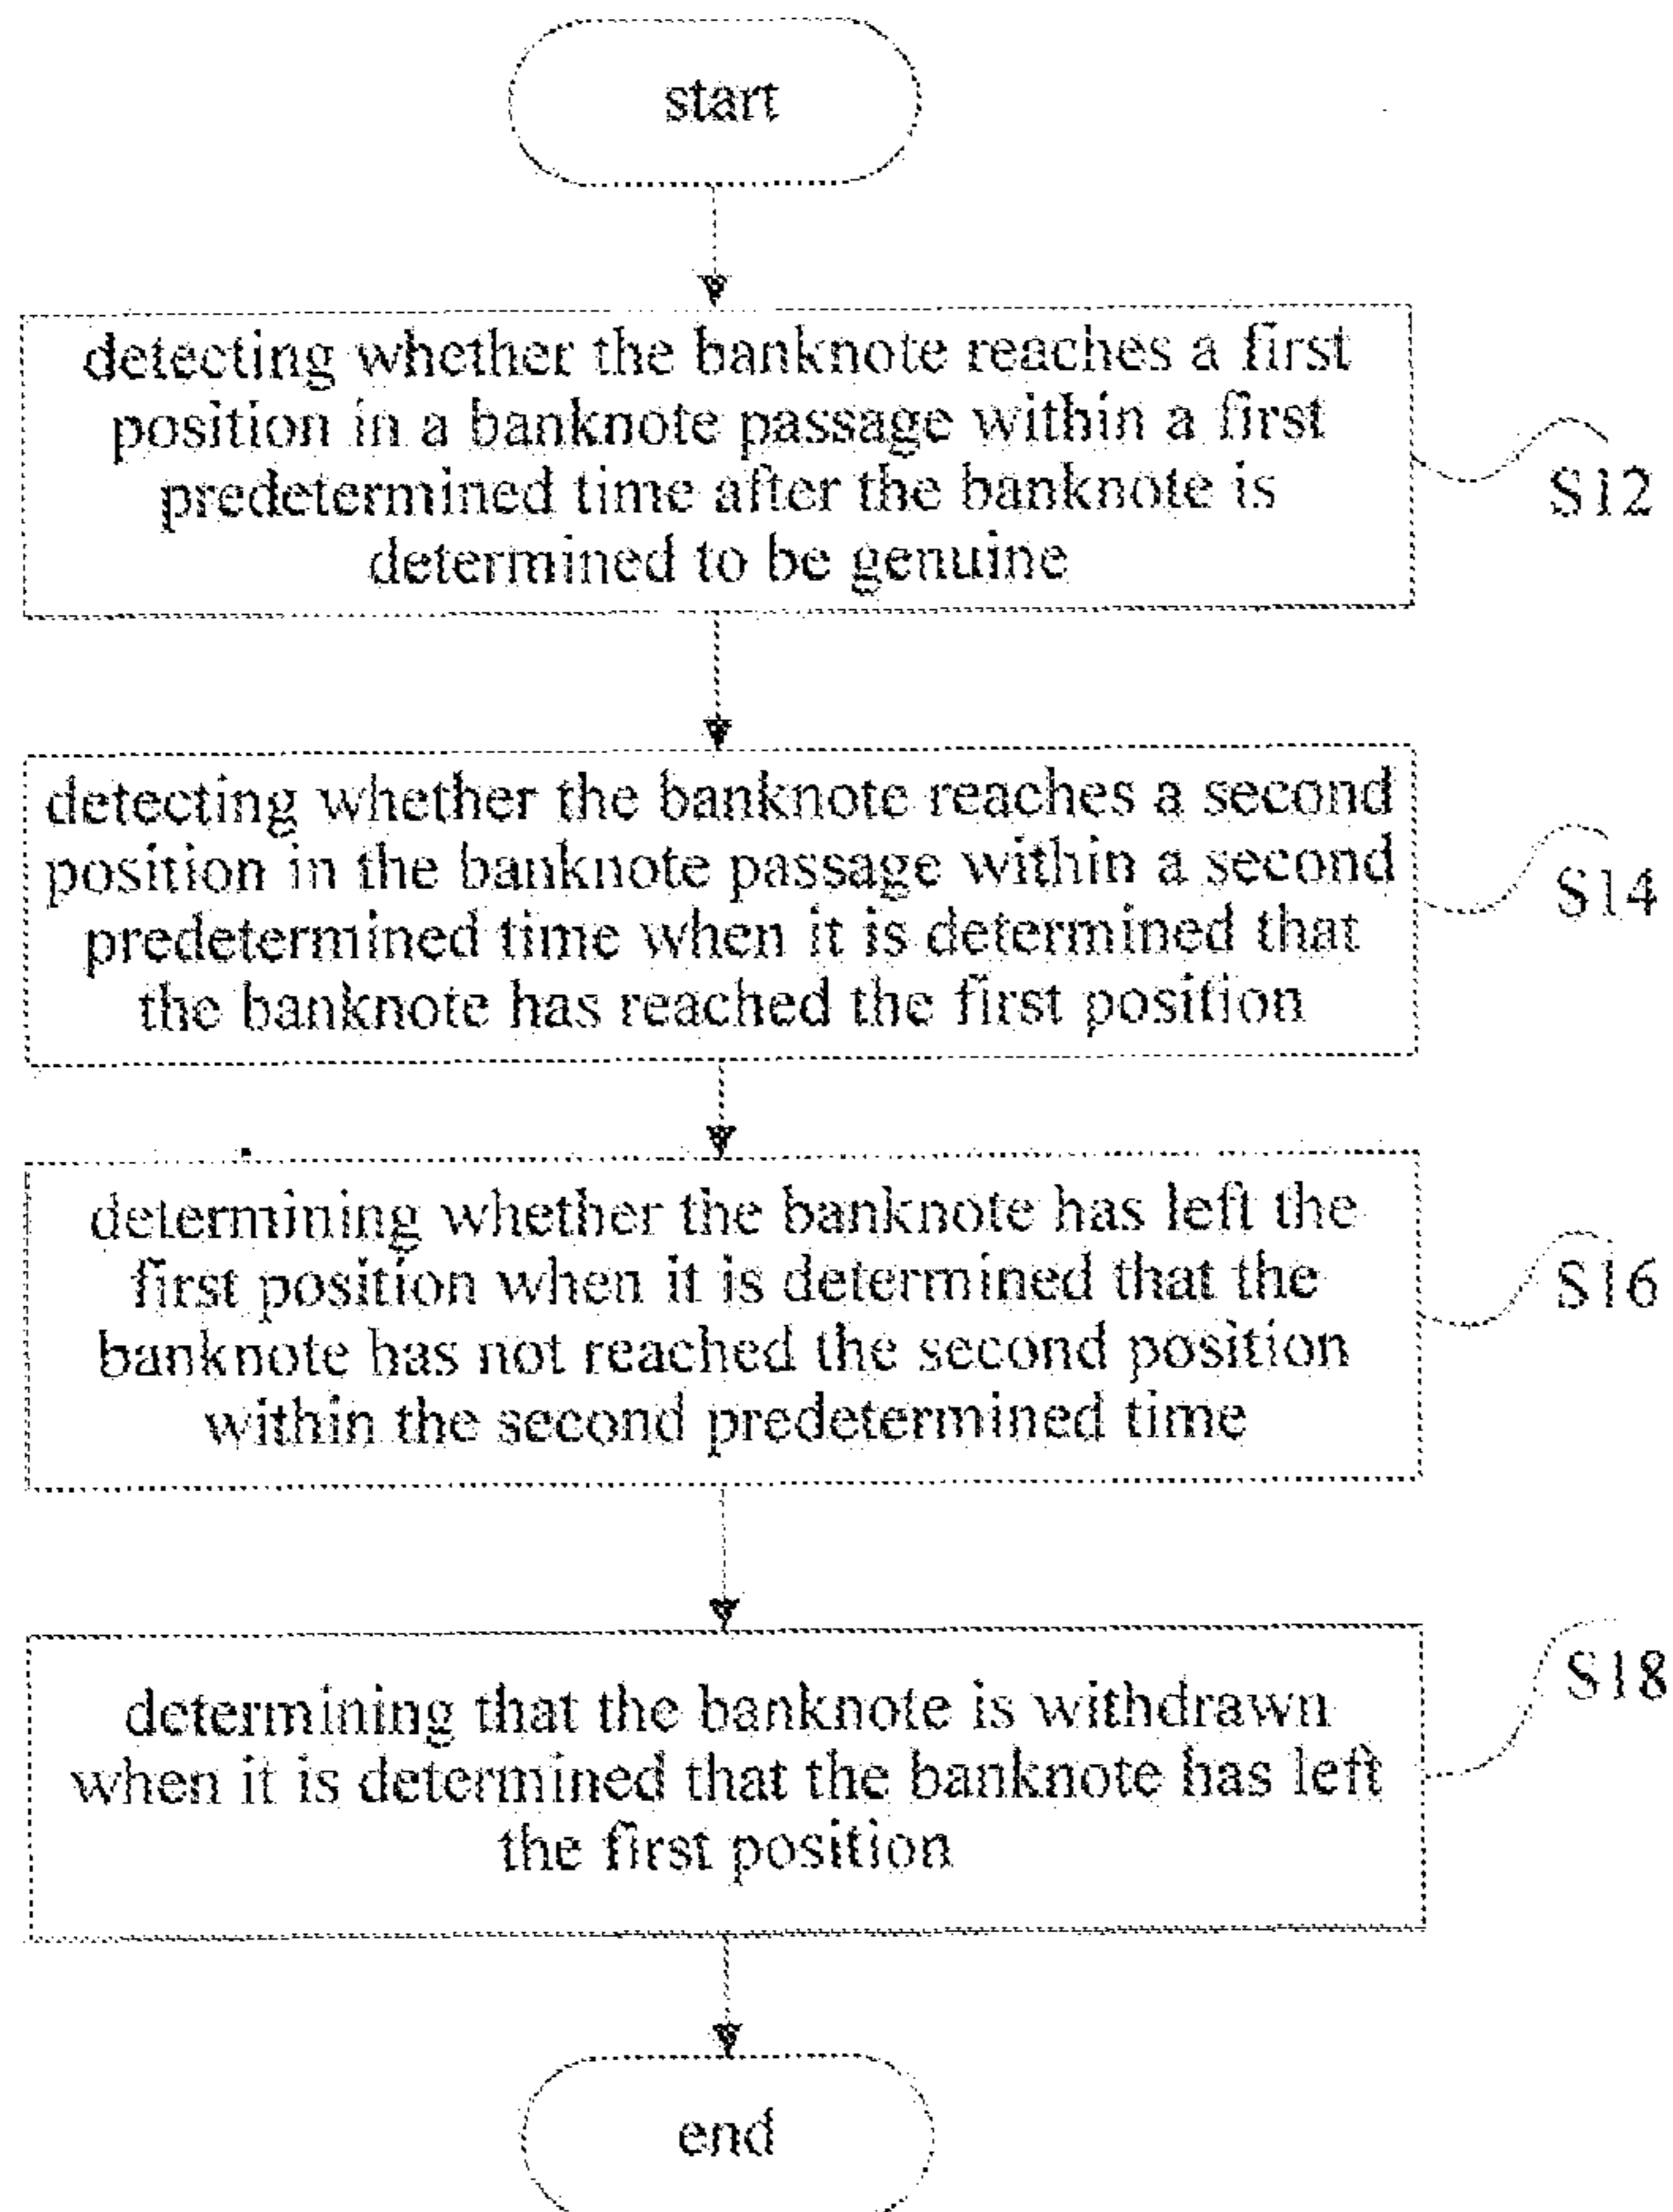 start
detecting whether the banknote reaches a first
position in a banknote passage within a first
predetermined time after the banknote is
determined to be genuine
S12
detecting whether the banknote reaches a second
position in the banknote passage within a second
predetermined time when it is determined that
the banknote has reached the first position
S14
determining whether the banknote has left the
first position when it is determined that the
banknote has not reached the second position
within the second predetermined time
S16
determining that the banknote is withdrawn
when it is determined that the banknote has left
the first position
S18
end